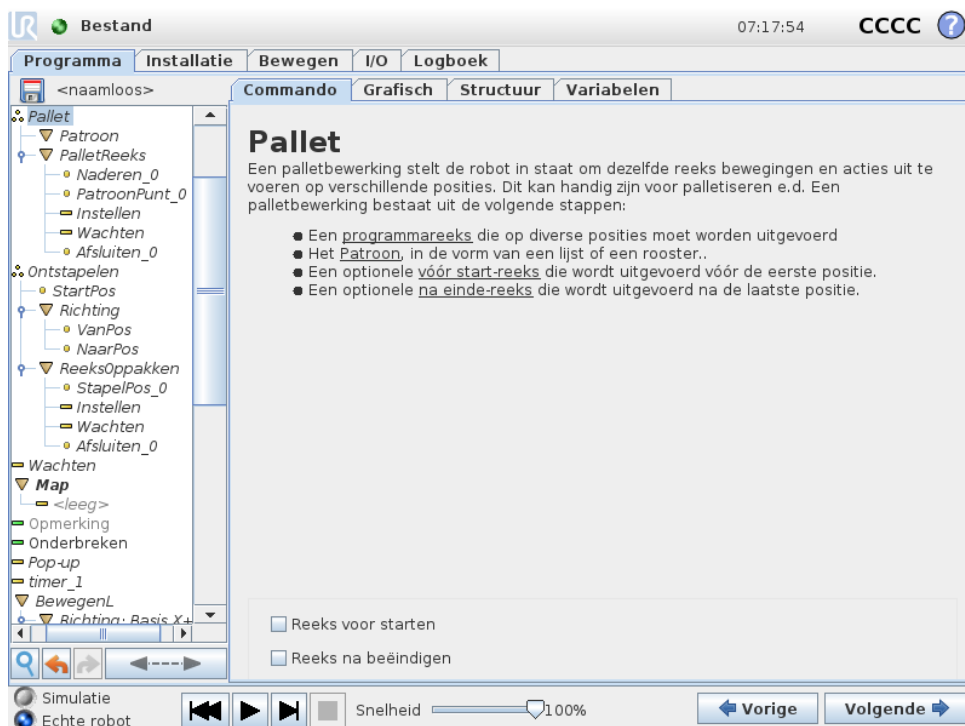 UR Bestand 07:17:54 CCCC ?
Programma Installatie Bewegen I/O Logboek
<naamloos>
Commando Grafisch Structuur Variabelen
Pallet
Patroon
PalletReeks
Naderen_0
PatroonPunt_0
Instellen
Wachten
Afsluiten_0
Ontstapelen
StartPos
Richting
VanPos
NaarPos
ReeksOppakken
StapelPos_0
Instellen
Wachten
Afsluiten_0
Wachten
Map
<leeg>
Opmerking
Onderbreken
Pop-up
timer_1
BewegenL
Richting: Basis X+
Pallet
Een palletbewerking stelt de robot in staat om dezelfde reeks bewegingen en acties uit te
voeren op verschillende posities. Dit kan handig zijn voor palletiseren e.d. Een
palletbewerking bestaat uit de volgende stappen:
● Een programmareeks die op diverse posities moet worden uitgevoerd
● Het Patroon, in de vorm van een lijst of een rooster..
● Een optionele vóór start-reeks die wordt uitgevoerd vóór de eerste positie.
● Een optionele na einde-reeks die wordt uitgevoerd na de laatste positie.
Reeks voor starten
Reeks na beëindigen
Simulatie
Echte robot
Snelheid 100%
Vorige Volgende